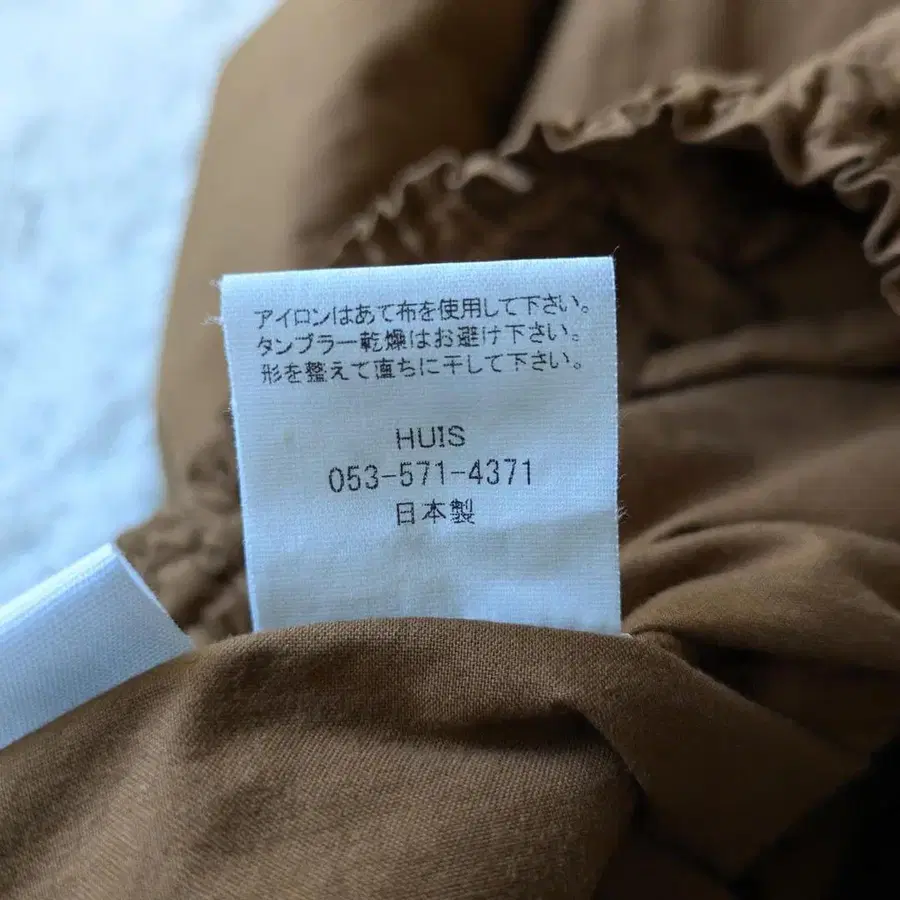 アイロンはあて布を使用して下さい。
タンブラー乾燥はお避け下さい。
形を整えて直ちに干して下さい。
HUIS
053-571-4371
日本製